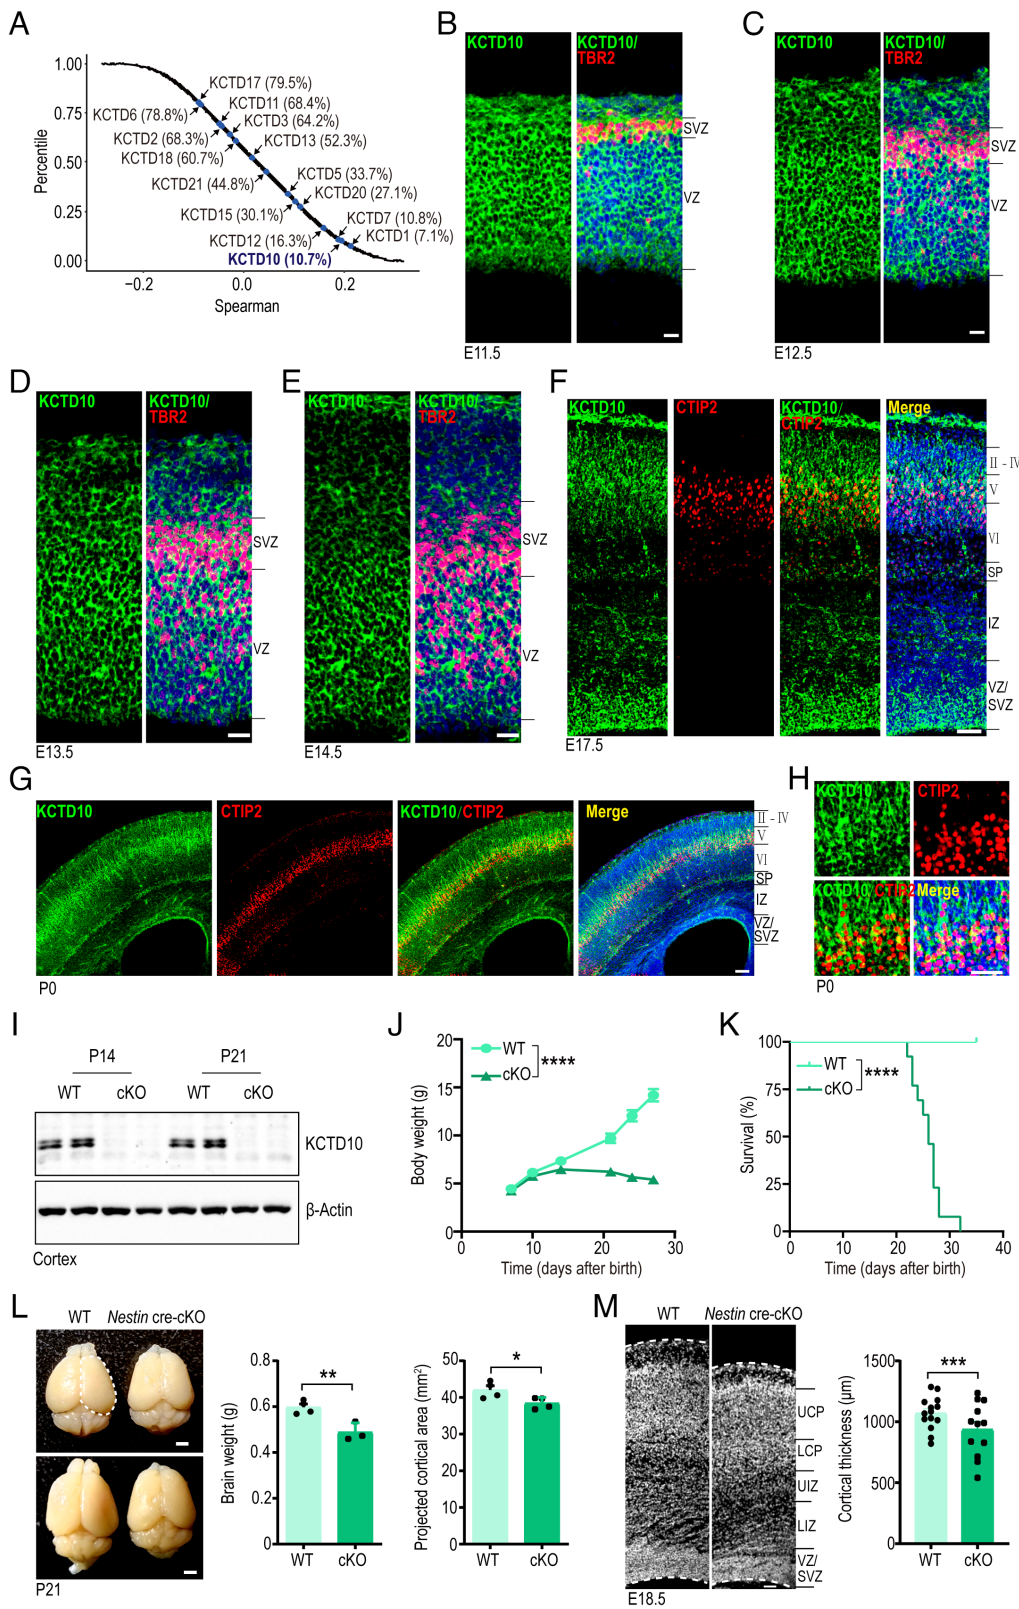 A
1.00
0.75
0.50
0.25
0.00
Percentile
−0.2
0.0
0.2
Spearman
KCTD17 (79.5%)
KCTD6 (78.8%)
KCTD11 (68.4%)
KCTD3 (64.2%)
KCTD2 (68.3%)
KCTD13 (52.3%)
KCTD18 (60.7%)
KCTD5 (33.7%)
KCTD21 (44.8%)
KCTD20 (27.1%)
KCTD15 (30.1%)
KCTD7 (10.8%)
KCTD1 (7.1%)
KCTD12 (16.3%)
KCTD10 (10.7%)
B
KCTD10
KCTD10/
TBR2
SVZ
VZ
E11.5
C
KCTD10
KCTD10/
TBR2
SVZ
VZ
E12.5
D
KCTD10
KCTD10/
TBR2
SVZ
VZ
E13.5
E
KCTD10
KCTD10/
TBR2
SVZ
VZ
E14.5
F
KCTD10
CTIP2
KCTD10/
CTIP2
Merge
Ⅱ - Ⅳ
Ⅴ
Ⅵ
SP
IZ
VZ/
SVZ
E17.5
G
KCTD10
CTIP2
KCTD10/CTIP2
Merge
Ⅱ - Ⅳ
Ⅴ
Ⅵ
SP
IZ
VZ/
SVZ
P0
H
KCTD10
CTIP2
KCTD10/CTIP2
Merge
P0
I
P14
P21
WT
cKO
WT
cKO
KCTD10
β-Actin
Cortex
J
20
15
10
5
0
Body weight (g)
WT
cKO
****
0
10
20
30
Time (days after birth)
K
100
75
50
25
0
Survival (%)
WT
cKO
****
0
10
20
30
40
Time (days after birth)
L
WT
Nestin cre-cKO
P21
0.8
0.6
0.4
0.2
0
Brain weight (g)
**
WT
cKO
50
40
30
20
10
0
Projected cortical area (mm²)
*
WT
cKO
M
WT
Nestin cre-cKO
UCP
LCP
UIZ
LIZ
VZ/
SVZ
E18.5
1500
1000
500
0
Cortical thickness (μm)
***
WT
cKO